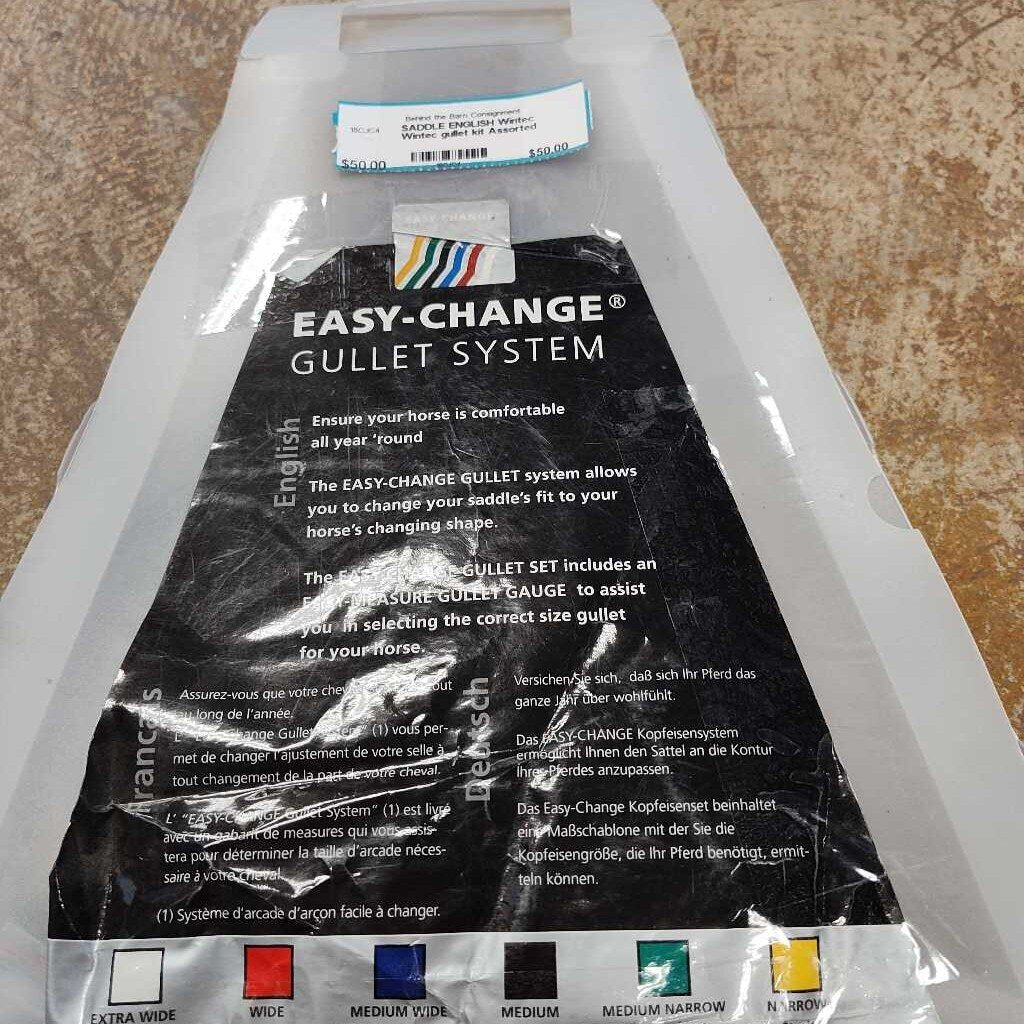 Behind the Barn Consignment
SADDLE ENGLISH Wintec
Wintec gullet kit Assorted
$50.00 $50.00
EASY-CHANGE
EASY-CHANGE®
GULLET SYSTEM
English
Ensure your horse is comfortable
all year ‘round
The EASY-CHANGE GULLET system allows
you to change your saddle's fit to your
horse's changing shape.
The EASY-CHANGE GULLET SET includes an
EASY-MEASURE GULLET GAUGE to assist
you in selecting the correct size gullet
for your horse.
Français
Assurez-vous que votre out
au long de l'année.
Change Gullet (1) vous per-
met de changer l'ajustement de votre selle à
tout changement de la part de votre cheval.
L' “EASY-CHANGE Gullet System” (1) est livré
avec un gabarit de measures qui vous assis-
tera pour déterminer la taille d'arcade néces-
saire à votre cheval.
(1) Système d'arcade d'arçon facile à changer.
Deutsch
Versichen Sie sich, daß sich Ihr Pferd das
ganze Jahr über wohlfühlt.
Das EASY-CHANGE Kopfeisensystem
ermöglicht Ihnen den Sattel an die Kontur
Ihres Pferdes anzupassen.
Das Easy-Change Kopfeisenset beinhaltet
eine Maßschablone mit der Sie die
Kopfeisengröße, die Ihr Pferd benötigt, ermit-
teln können.
EXTRA WIDE WIDE MEDIUM WIDE MEDIUM MEDIUM NARROW NARROW